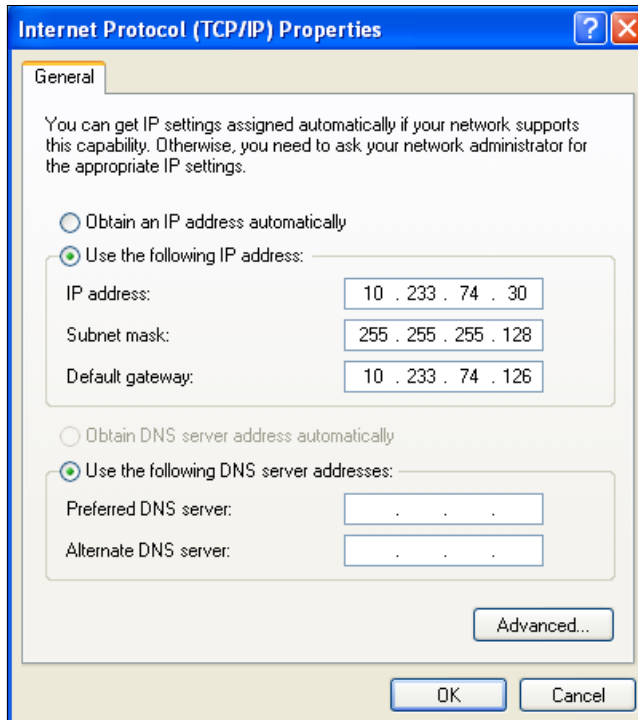 Internet Protocol (TCP/IP) Properties
General
You can get IP settings assigned automatically if your network supports
this capability. Otherwise, you need to ask your network administrator for
the appropriate IP settings.
Obtain an IP address automatically
Use the following IP address:
IP address: 10 . 233 . 74 . 30
Subnet mask: 255 . 255 . 255 . 128
Default gateway: 10 . 233 . 74 . 126
Obtain DNS server address automatically
Use the following DNS server addresses:
Preferred DNS server: . . .
Alternate DNS server: . . .
Advanced...
OK Cancel